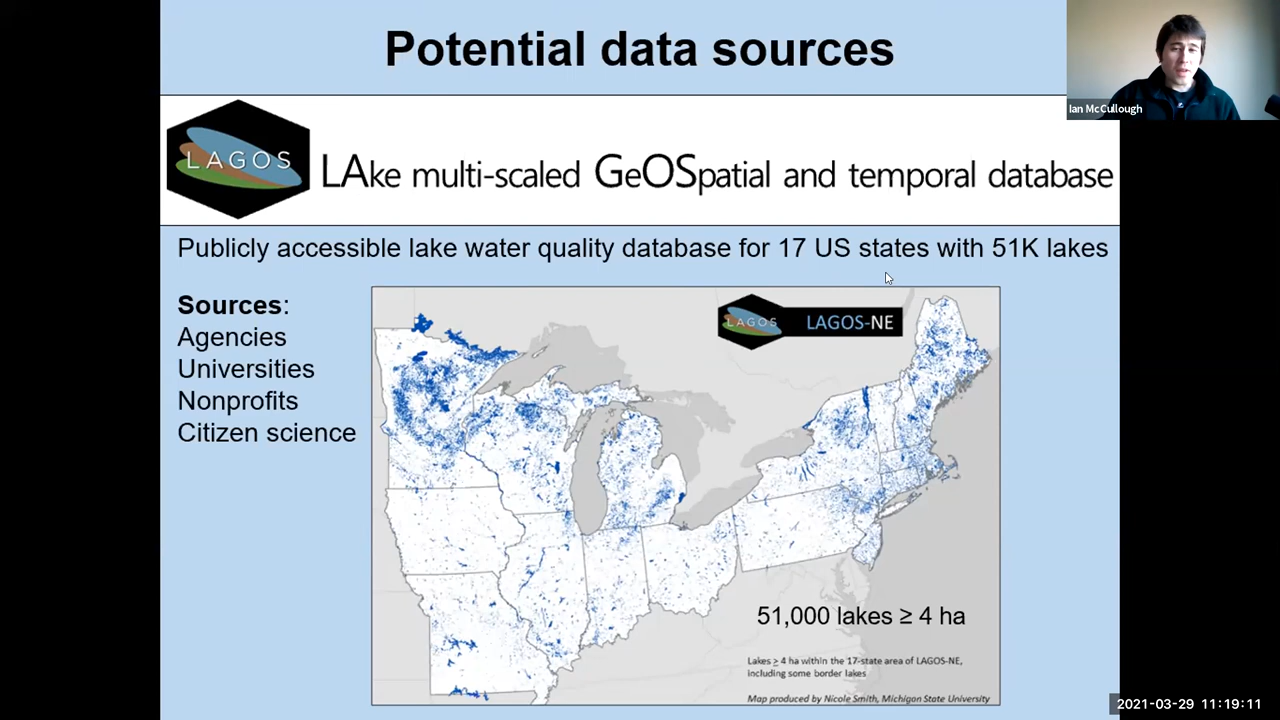 Potential data sources
Ian McCullough
LAGOS
LAke multi-scaled GeOSpatial and temporal database
Publicly accessible lake water quality database for 17 US states with 51K lakes
Sources:
Agencies
Universities
Nonprofits
Citizen science
LAGOS
LAGOS-NE
51,000 lakes ≥ 4 ha
Lakes ≥ 4 ha within the 17-state area of LAGOS-NE,
including some border lakes
Map produced by Nicole Smith, Michigan State University
2021-03-29 11:19:11